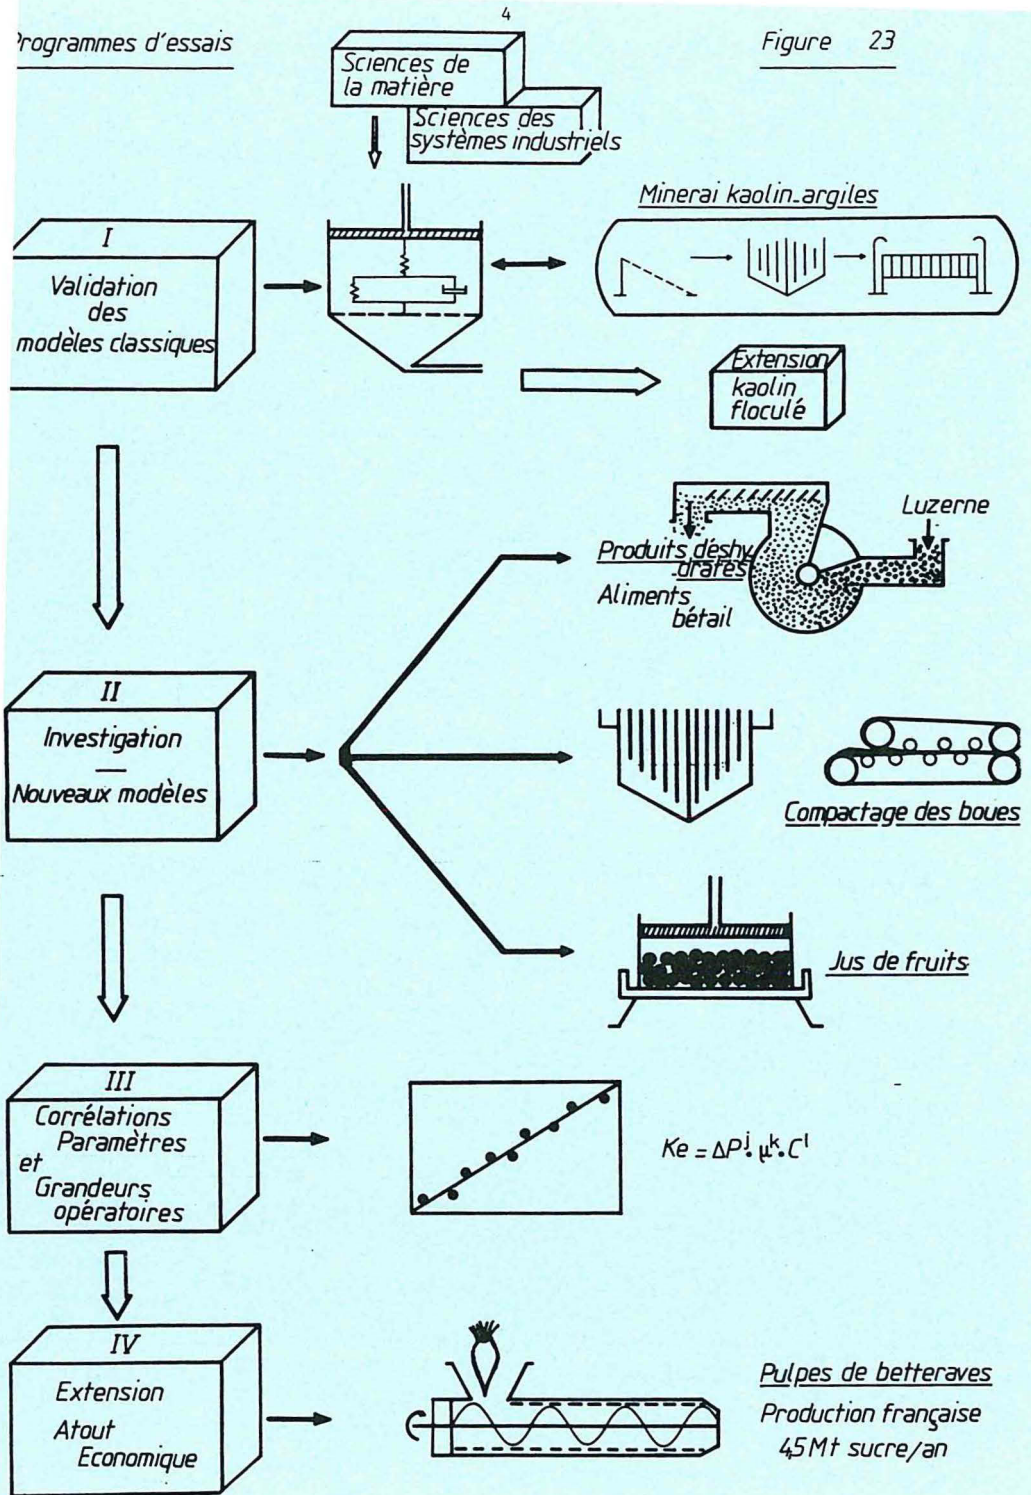 4
Programmes d'essais
Figure 23
Sciences de
la matière
Sciences des
systèmes industriels
Minerai kaolin-argiles
I
Validation
des
modèles classiques
Extension
kaolin
floculé
Luzerne
Produits déshy
-dratés
Aliments
bétail
II
Investigation
—
Nouveaux modèles
Compactage des boues
Jus de fruits
III
Corrélations
Paramètres
et
Grandeurs
opératoires
Ke = ΔP^j. μ^k. C^l
IV
Extension
Atout
Economique
Pulpes de betteraves
Production française
4,5 Mt sucre/an